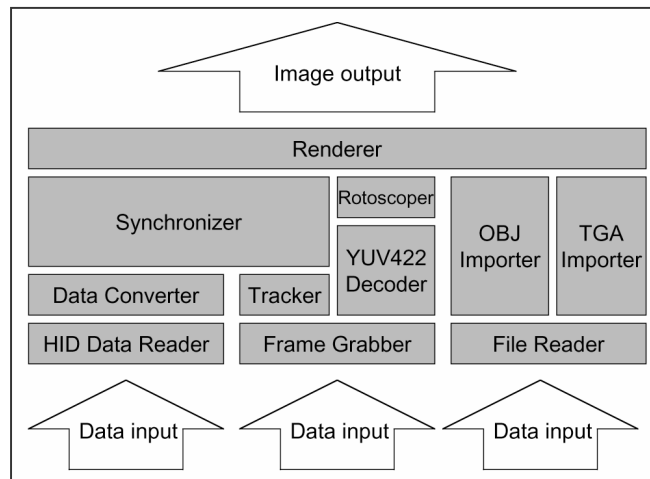 Image output
Renderer
Synchronizer
Rotoscoper
YUV422
Decoder
OBJ
Importer
TGA
Importer
Data Converter
Tracker
HID Data Reader
Frame Grabber
File Reader
Data input
Data input
Data input